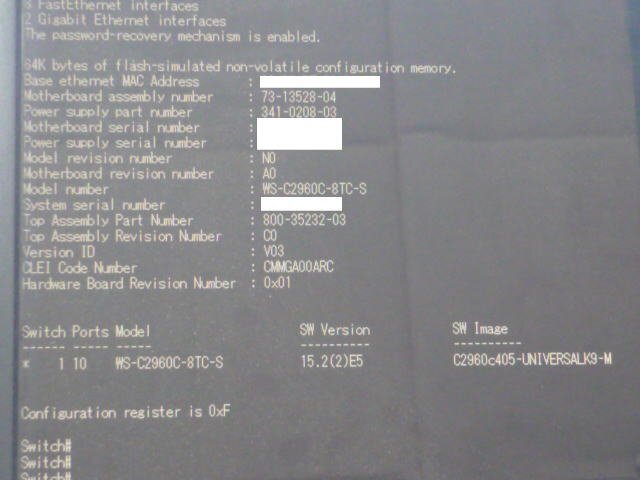 8 FastEthernet interfaces
2 Gigabit Ethernet interfaces
The password-recovery mechanism is enabled.
64K bytes of flash-simulated non-volatile configuration memory.
Base ethernet MAC Address :
Motherboard assembly number : 73-13528-04
Power supply part number : 341-0208-03
Motherboard serial number :
Power supply serial number :
Model revision number : N0
Motherboard revision number : A0
Model number : WS-C2960C-8TC-S
System serial number :
Top Assembly Part Number : 800-35232-03
Top Assembly Revision Number : C0
Version ID : V03
CLEI Code Number : CMMGA00ARC
Hardware Board Revision Number : 0x01
Switch Ports Model SW Version SW Image
------ ----- ----- ---------- ----------
* 1 10 WS-C2960C-8TC-S 15.2(2)E5 C2960c405-UNIVERSALK9-M
Configuration register is 0xF
Switch#
Switch#
Switch#